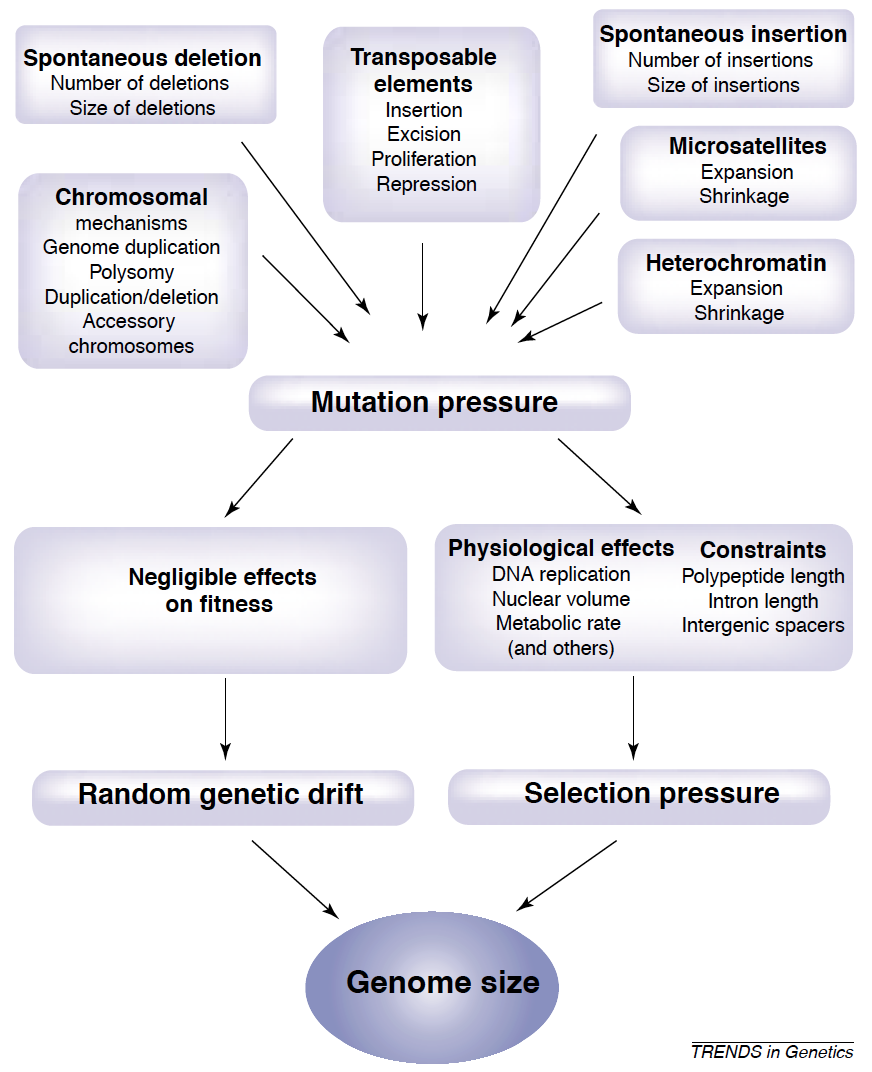 Spontaneous deletion
Number of deletions
Size of deletions
Transposable
elements
Insertion
Excision
Proliferation
Repression
Spontaneous insertion
Number of insertions
Size of insertions
Microsatellites
Expansion
Shrinkage
Chromosomal
mechanisms
Genome duplication
Polysomy
Duplication/deletion
Accessory
chromosomes
Heterochromatin
Expansion
Shrinkage
Mutation pressure
Negligible effects
on fitness
Physiological effects
DNA replication
Nuclear volume
Metabolic rate
(and others)
Constraints
Polypeptide length
Intron length
Intergenic spacers
Random genetic drift
Selection pressure
Genome size
TRENDS in Genetics